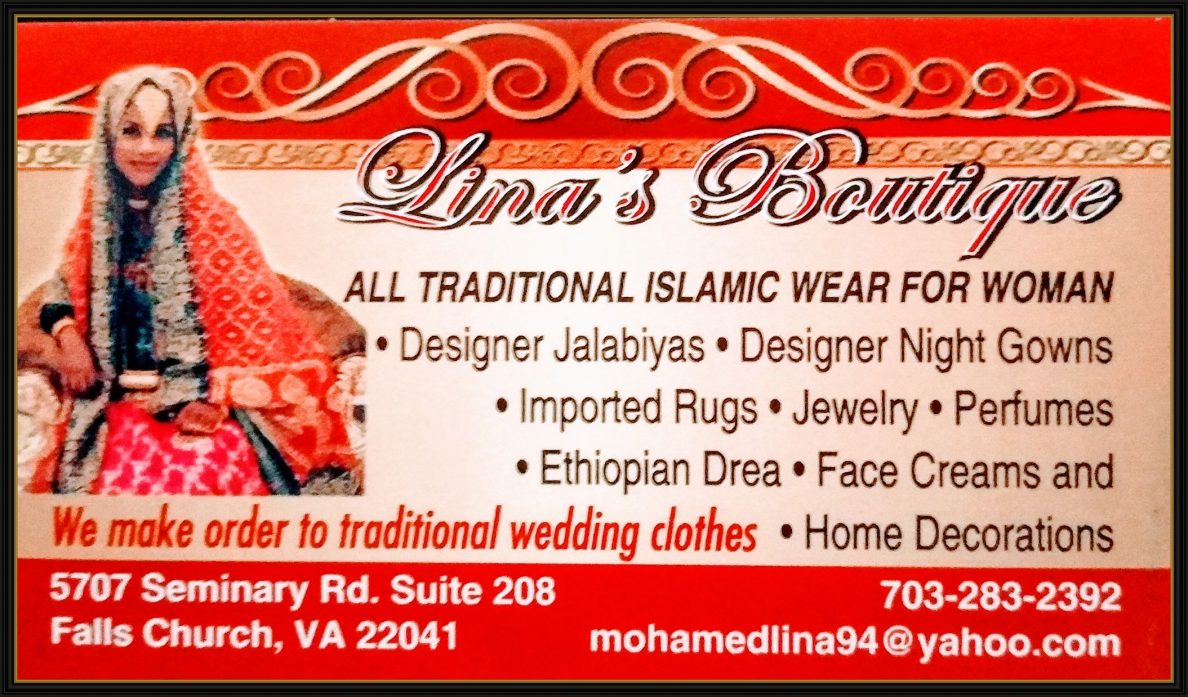 Lina's Boutique
ALL TRADITIONAL ISLAMIC WEAR FOR WOMAN
• Designer Jalabiyas • Designer Night Gowns
• Imported Rugs • Jewelry • Perfumes
• Ethiopian Drea • Face Creams and
We make order to traditional wedding clothes • Home Decorations
5707 Seminary Rd. Suite 208
Falls Church, VA 22041
703-283-2392
mohamedlina94@yahoo.com